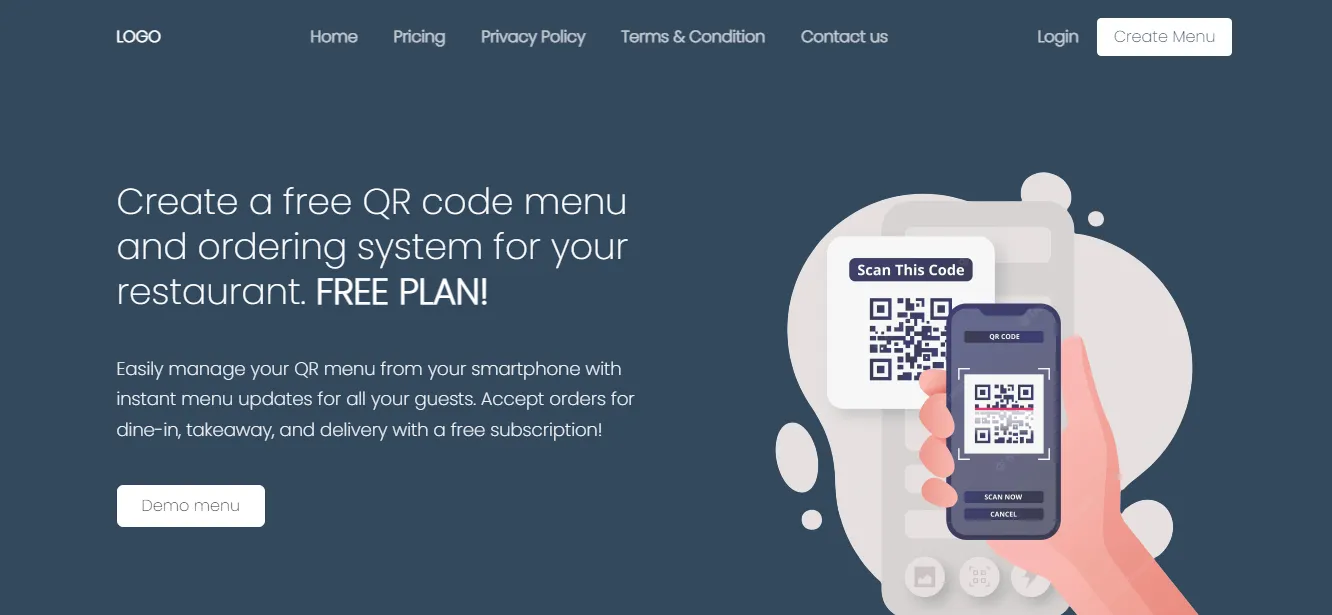 LOGO
Home
Pricing
Privacy Policy
Terms & Condition
Contact us
Login
Create Menu
Create a free QR code menu
and ordering system for your
restaurant. FREE PLAN!
Easily manage your QR menu from your smartphone with
instant menu updates for all your guests. Accept orders for
dine-in, takeaway, and delivery with a free subscription!
Demo menu
Scan This Code
QR CODE
SCAN NOW
CANCEL